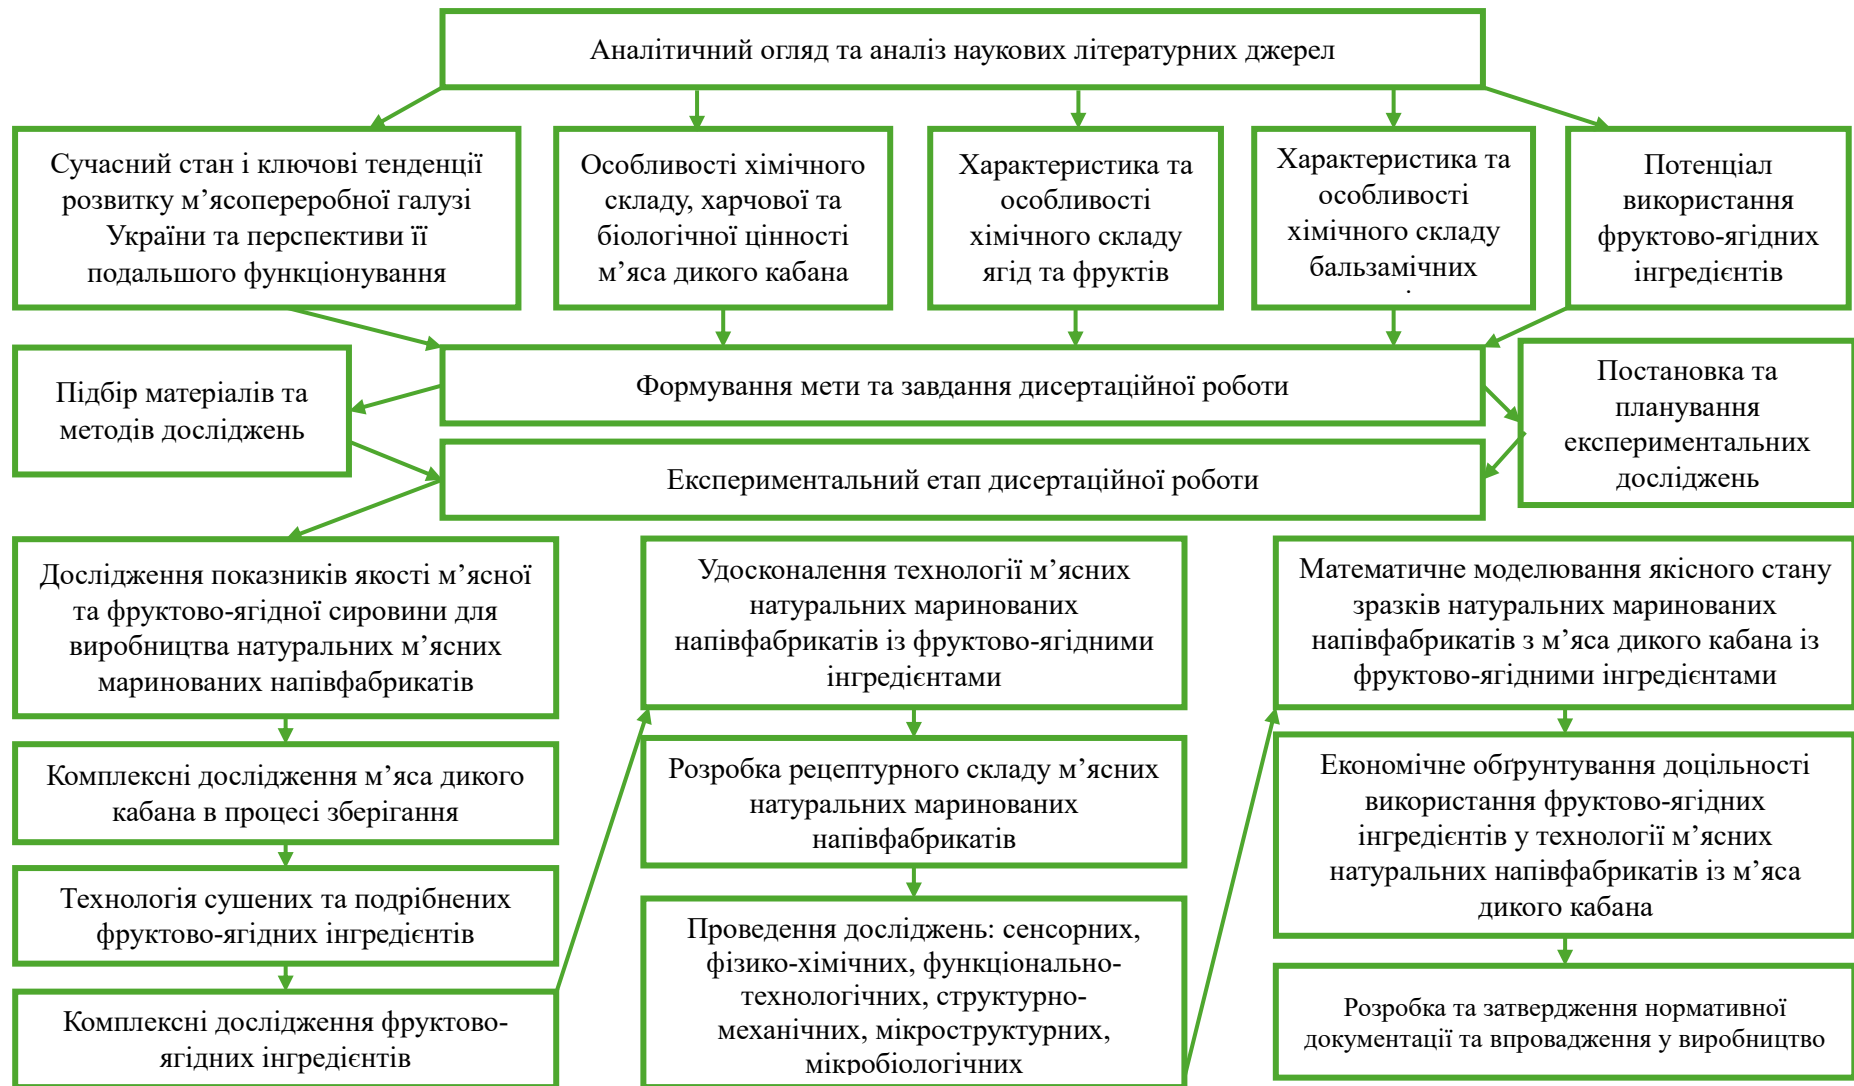 Аналітичний огляд та аналіз наукових літературних джерел
Сучасний стан і ключові тенденції
розвитку м’ясопереробної галузі
України та перспективи її
подальшого функціонування
Особливості хімічного
складу, харчової та
біологічної цінності
м’яса дикого кабана
Характеристика та
особливості
хімічного складу
ягід та фруктів
Характеристика та
особливості
хімічного складу
бальзамічних
Потенціал
використання
фруктово-ягідних
інгредієнтів
Формування мети та завдання дисертаційної роботи
Підбір матеріалів та
методів досліджень
Постановка та
планування
експериментальних
досліджень
Експериментальний етап дисертаційної роботи
Дослідження показників якості м’ясної
та фруктово-ягідної сировини для
виробництва натуральних м’ясних
маринованих напівфабрикатів
Комплексні дослідження м’яса дикого
кабана в процесі зберігання
Технологія сушених та подрібнених
фруктово-ягідних інгредієнтів
Комплексні дослідження фруктово-
ягідних інгредієнтів
Удосконалення технології м’ясних
натуральних маринованих
напівфабрикатів із фруктово-ягідними
інгредієнтами
Розробка рецептурного складу м’ясних
натуральних маринованих
напівфабрикатів
Проведення досліджень: сенсорних,
фізико-хімічних, функціонально-
технологічних, структурно-
механічних, мікроструктурних,
мікробіологічних
Математичне моделювання якісного стану
зразків натуральних маринованих
напівфабрикатів з м’яса дикого кабана із
фруктово-ягідними інгредієнтами
Економічне обґрунтування доцільності
використання фруктово-ягідних
інгредієнтів у технології м’ясних
натуральних напівфабрикатів із м’яса
дикого кабана
Розробка та затвердження нормативної
документації та впровадження у виробництво